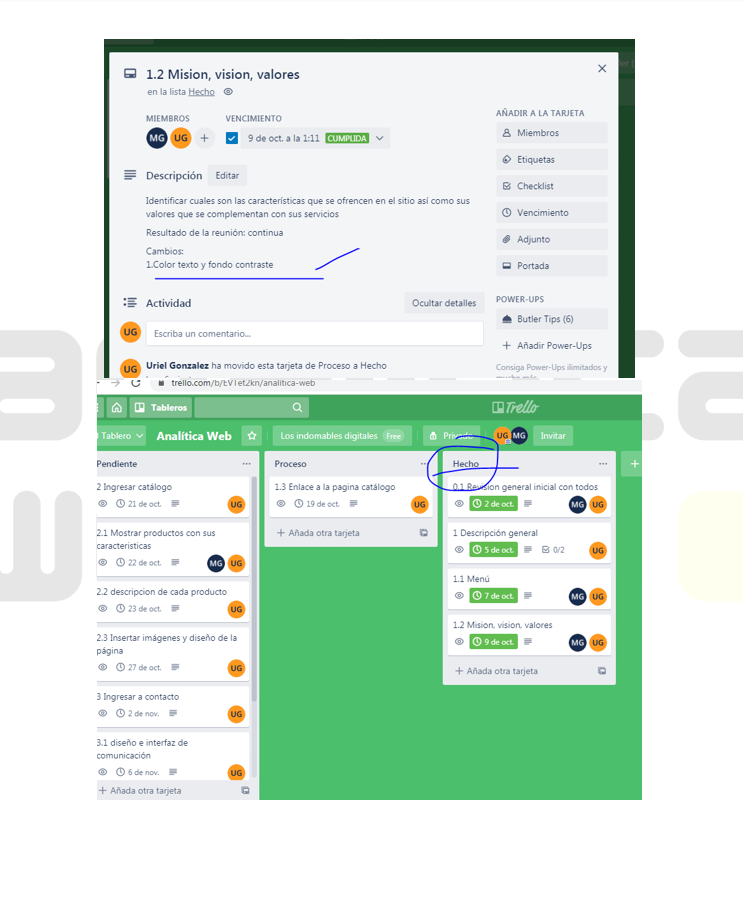 1.2 Mision, vision, valores
en la lista Hecho
MIEMBROS VENCIMIENTO
MG UG + 9 de oct. a la 1:11 CUMPLIDA
Descripción Editar
Identificar cuales son las características que se ofrencen en el sitio así como sus
valores que se complementan con sus servicios
Resultado de la reunión: continua
Cambios:
1.Color texto y fondo contraste
Actividad Ocultar detalles
UG Escriba un comentario...
UG Uriel Gonzalez ha movido esta tarjeta de Proceso a Hecho
AÑADIR A LA TARJETA
Miembros
Etiquetas
Checklist
Vencimiento
Adjunto
Portada
POWER-UPS
Butler Tips (6)
+ Añadir Power-Ups
Consiga Power-Ups ilimitados y
mucho más
trello.com/b/EVTet2kn/analitica-web
Tableros Trello
Tablero Analítica Web Los indomables digitales Free Privado UG MG Invitar
Pendiente
2 Ingresar catálogo
21 de oct. UG
2.1 Mostrar productos con sus
caracteristicas
22 de oct. MG UG
2.2 descripcion de cada producto
23 de oct. UG
2.3 Insertar imágenes y diseño de la
página
27 de oct. UG
3 Ingresar a contacto
2 de nov. UG
3.1 diseño e interfaz de
comunicación
6 de nov. UG
+ Añada otra tarjeta
Proceso
1.3 Enlace a la pagina catálogo
19 de oct. UG
+ Añada otra tarjeta
Hecho
0.1 Revision general inicial con todos
2 de oct. MG UG
1 Descripción general
5 de oct. 0/2 UG
1.1 Menú
7 de oct. MG UG
1.2 Mision, vision, valores
9 de oct. MG UG
+ Añada otra tarjeta